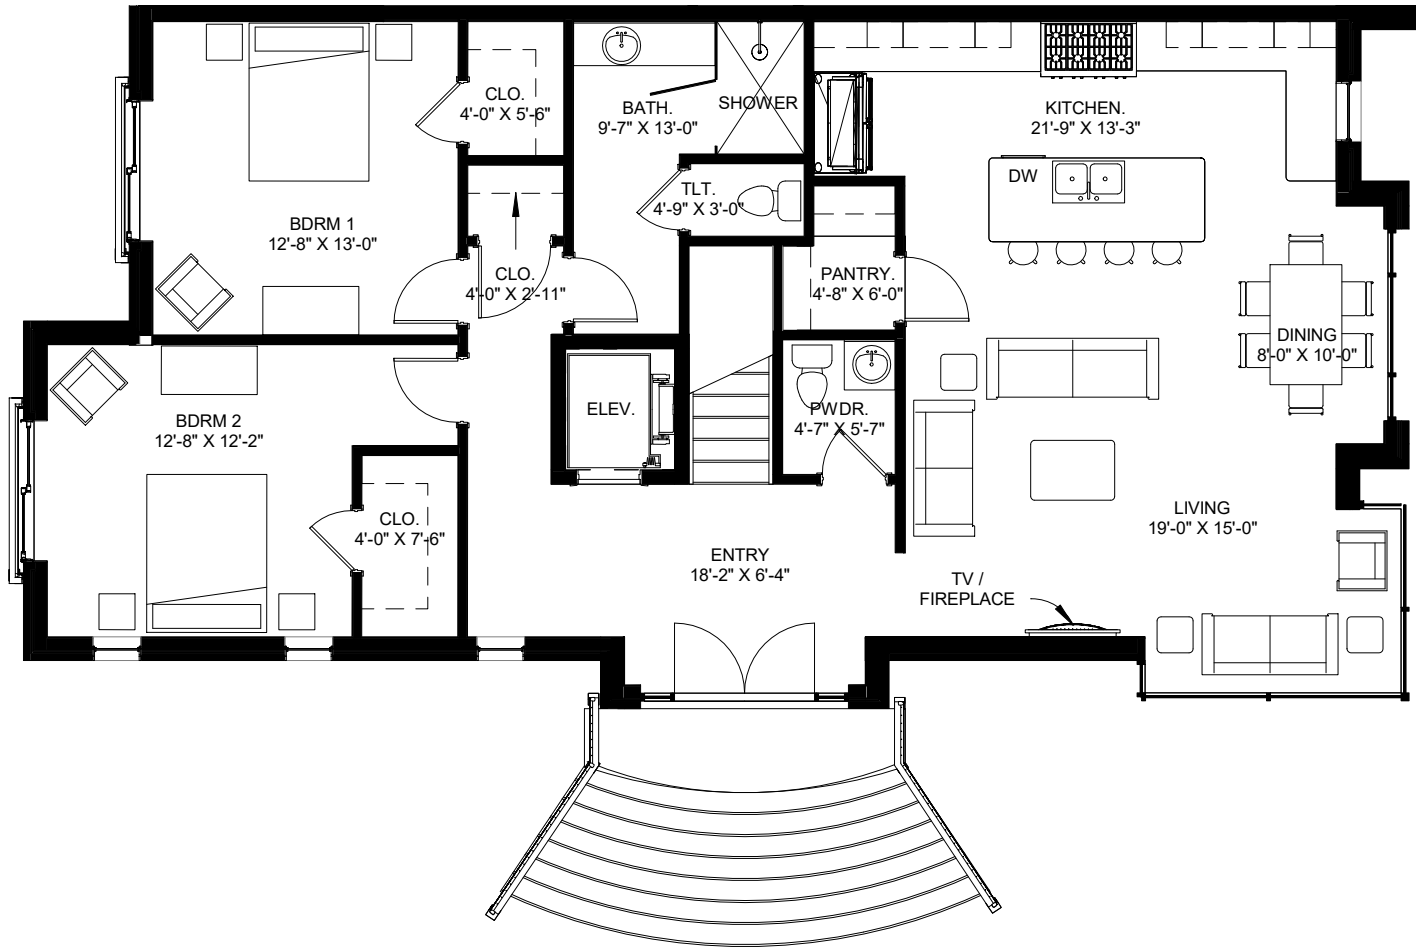 CLO.
4'-0" X 5'-6"
BATH.
9'-7" X 13'-0"
SHOWER
KITCHEN.
21'-9" X 13'-3"
DW
TLT.
4'-9" X 3'-0"
BDRM 1
12'-8" X 13'-0"
CLO.
4'-0" X 2'-11"
PANTRY.
4'-8" X 6'-0"
DINING
8'-0" X 10'-0"
BDRM 2
12'-8" X 12'-2"
ELEV.
PWDR.
4'-7" X 5'-7"
CLO.
4'-0" X 7'-6"
LIVING
19'-0" X 15'-0"
ENTRY
18'-2" X 6'-4"
TV /
FIREPLACE